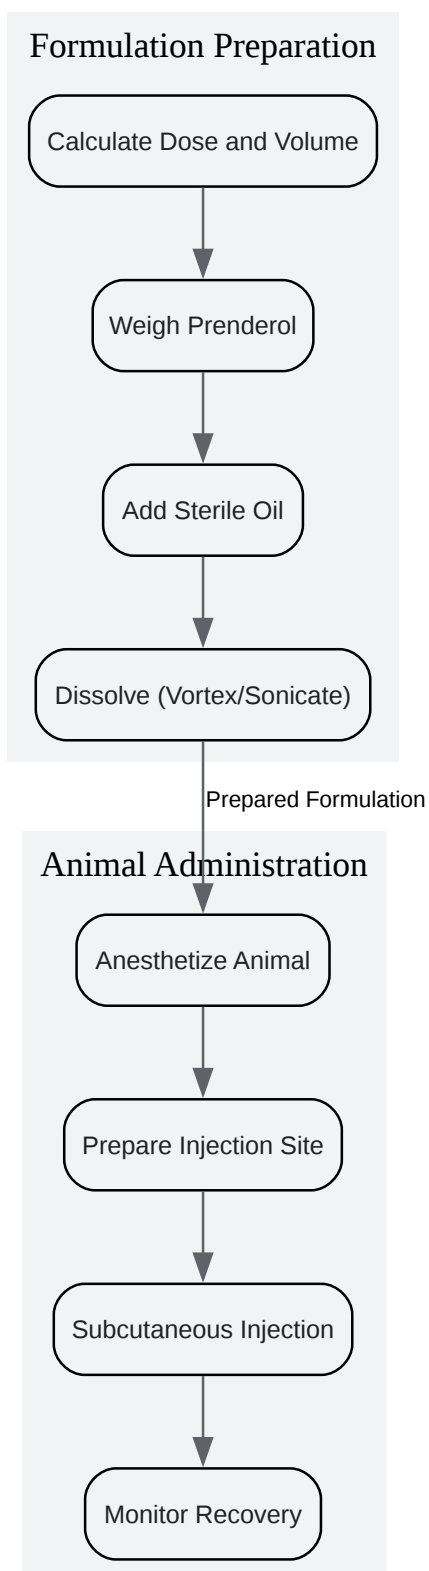 Formulation Preparation
Calculate Dose and Volume
Weigh Prenderol
Add Sterile Oil
Dissolve (Vortex/Sonicate)
Prepared Formulation
Animal Administration
Anesthetize Animal
Prepare Injection Site
Subcutaneous Injection
Monitor Recovery